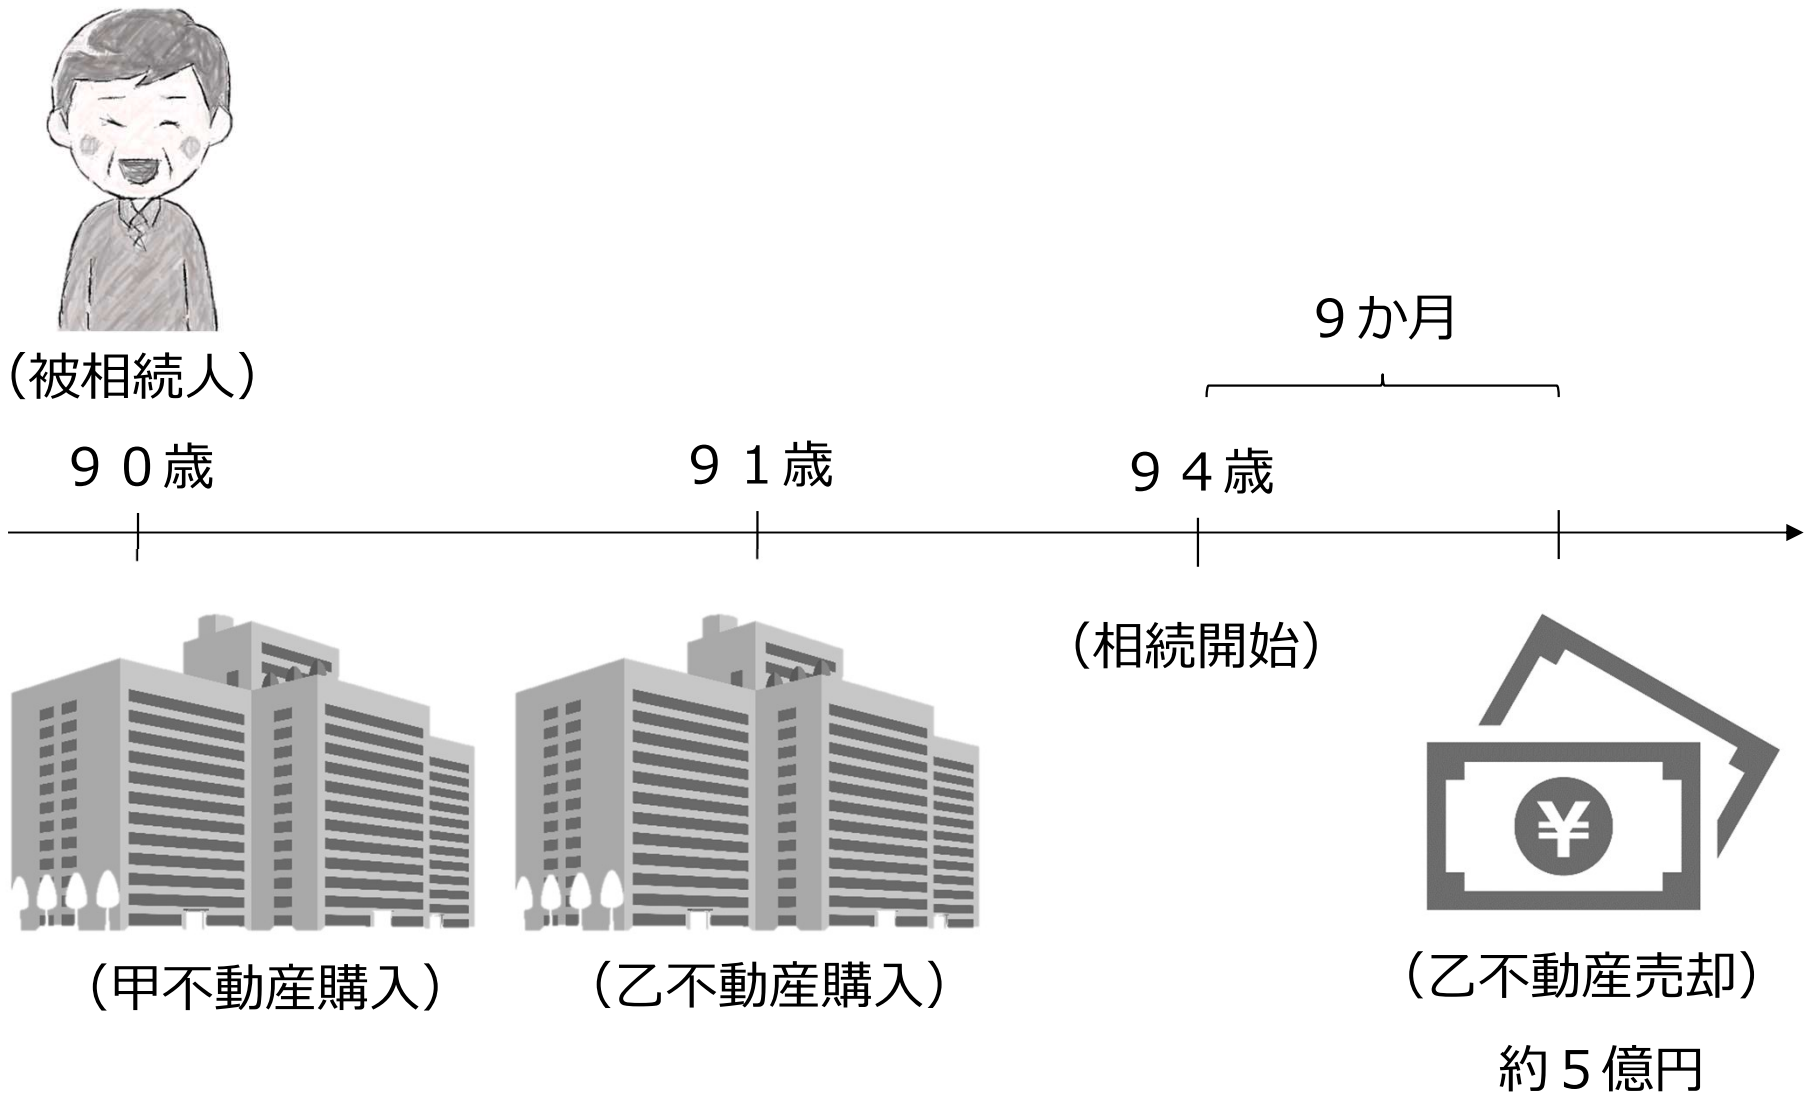 ９か月
（被相続人）
９０歳
９１歳
９４歳
（相続開始）
¥
（甲不動産購入）
（乙不動産購入）
（乙不動産売却）
約５億円